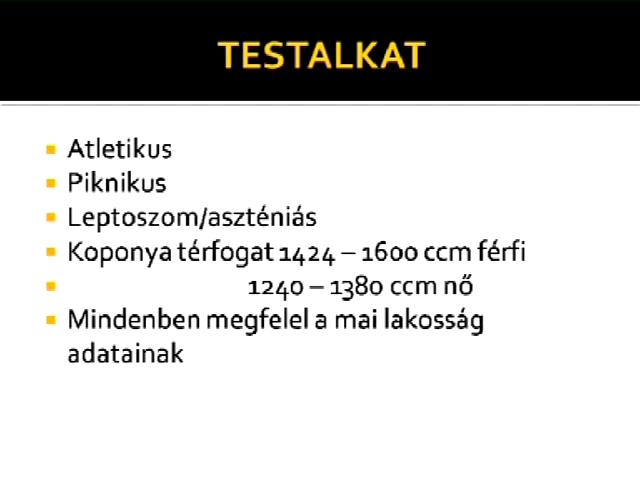 TESTALKAT
Atletikus
Piknikus
Leptoszom/aszténiás
Koponya térfogat 1424 – 1600 ccm férfi
1240 – 1380 ccm nő
Mindenben megfelel a mai lakosság
adatainak